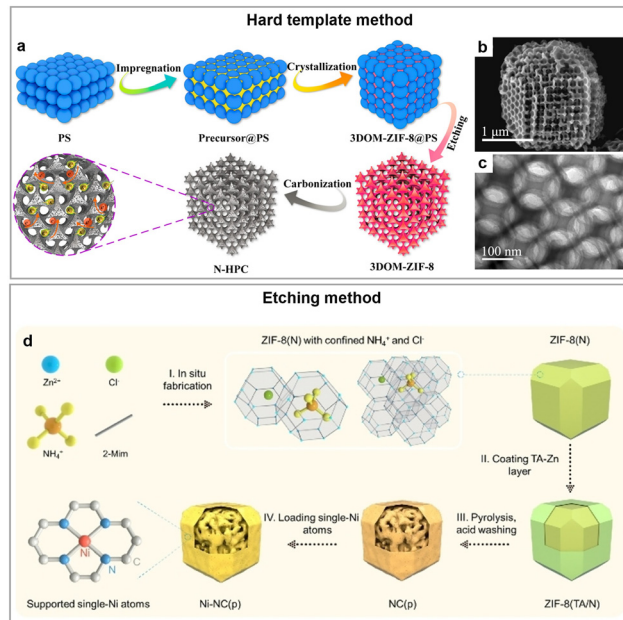 Hard template method
a
Impregnation
Crystallization
b
1 μm
PS
Precursor@PS
3DOM-ZIF-8@PS
Etching
c
Carbonization
100 nm
N-HPC
3DOM-ZIF-8
Etching method
d
ZIF-8(N) with confined NH₄⁺ and Cl⁻
ZIF-8(N)
I. In situ
fabrication
Zn²⁺
Cl⁻
NH₄⁺
2-Mim
II. Coating TA-Zn
layer
IV. Loading single-Ni
atoms
III. Pyrolysis,
acid washing
Ni
N
C
Supported single-Ni atoms
Ni-NC(p)
NC(p)
ZIF-8(TA/N)